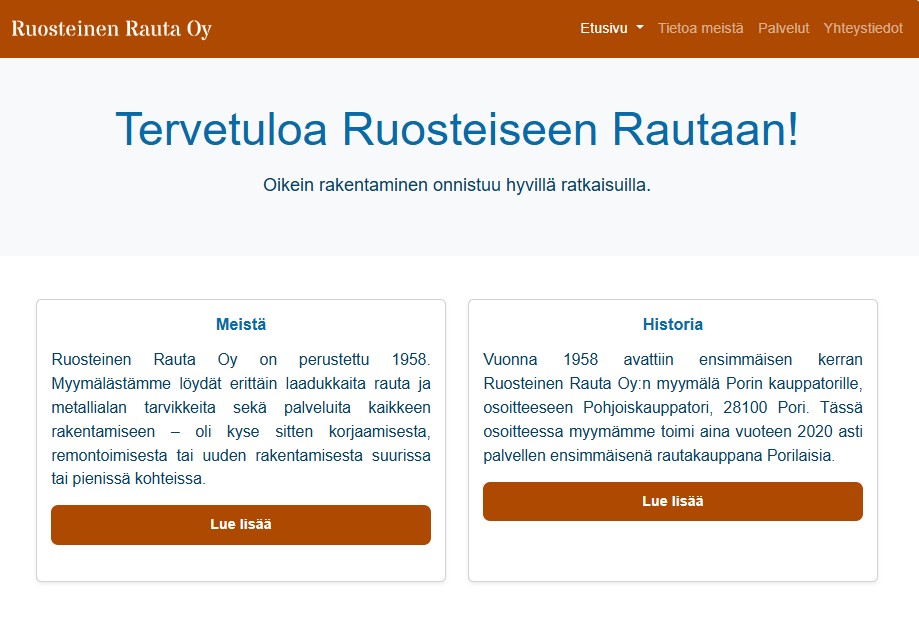 Ruosteinen Rauta Oy
Etusivu Tietoa meistä Palvelut Yhteystiedot
Tervetuloa Ruosteiseen Rautaan!
Oikein rakentaminen onnistuu hyvillä ratkaisuilla.
Meistä
Ruosteinen Rauta Oy on perustettu 1958.
Myymälästämme löydät erittäin laadukkaita rauta ja
metallialan tarvikkeita sekä palveluita kaikkeen
rakentamiseen – oli kyse sitten korjaamisesta,
remontoimisesta tai uuden rakentamisesta suurissa
tai pienissä kohteissa.
Lue lisää
Historia
Vuonna 1958 avattiin ensimmäisen kerran
Ruosteinen Rauta Oy:n myymälä Porin kauppatorille,
osoitteeseen Pohjoiskauppatori, 28100 Pori. Tässä
osoitteessa myymämme toimi aina vuoteen 2020 asti
palvellen ensimmäisenä rautakauppana Porilaisia.
Lue lisää